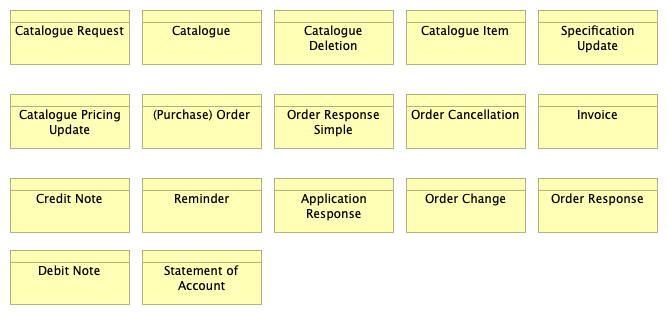 Catalogue Request
Catalogue
Catalogue
Deletion
Catalogue Item
Specification
Update
Catalogue Pricing
Update
(Purchase) Order
Order Response
Simple
Order Cancellation
Invoice
Credit Note
Reminder
Application
Response
Order Change
Order Response
Debit Note
Statement of
Account